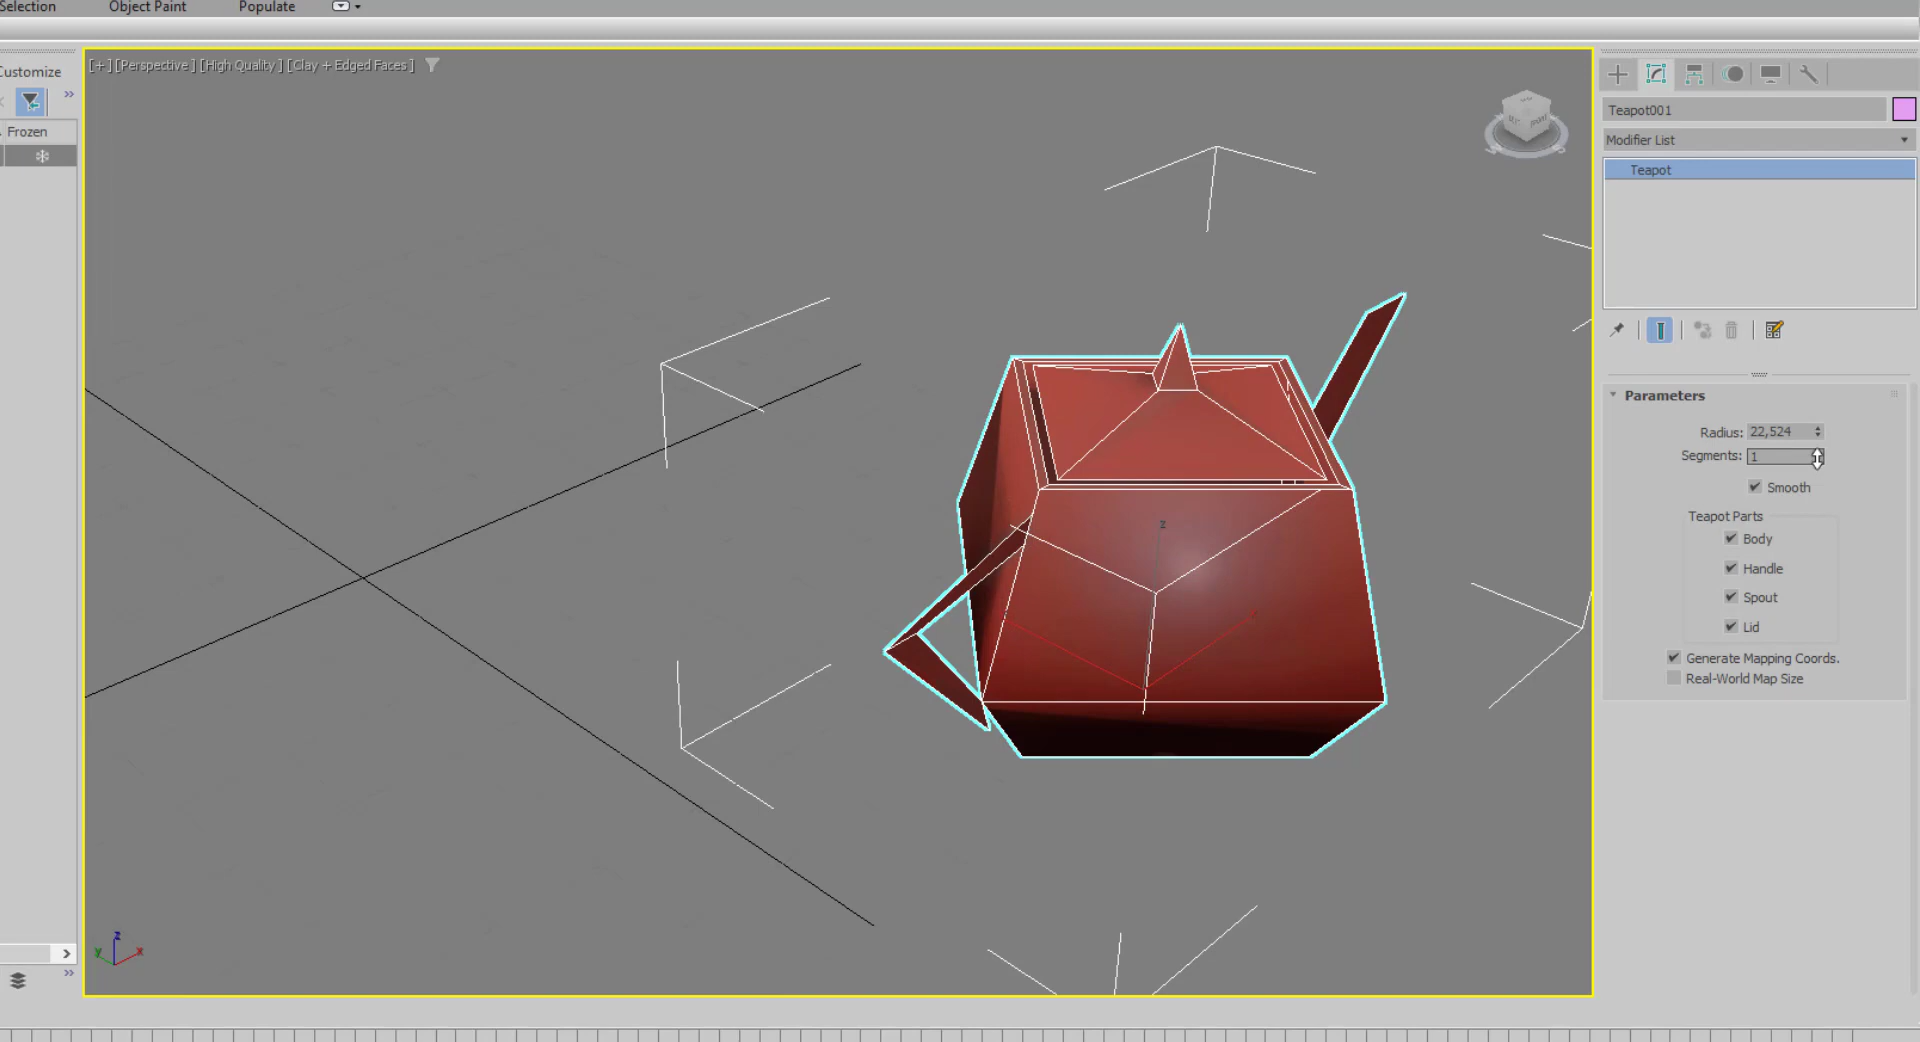 Selection Object Paint Populate
Customize
[+] [Perspective] [High Quality] [Clay + Edged Faces]
Frozen
Teapot001
Modifier List
Teapot
Parameters
Radius: 22,524
Segments: 1
Smooth
Teapot Parts
Body
Handle
Spout
Lid
Generate Mapping Coords.
Real-World Map Size
z
z
y
x